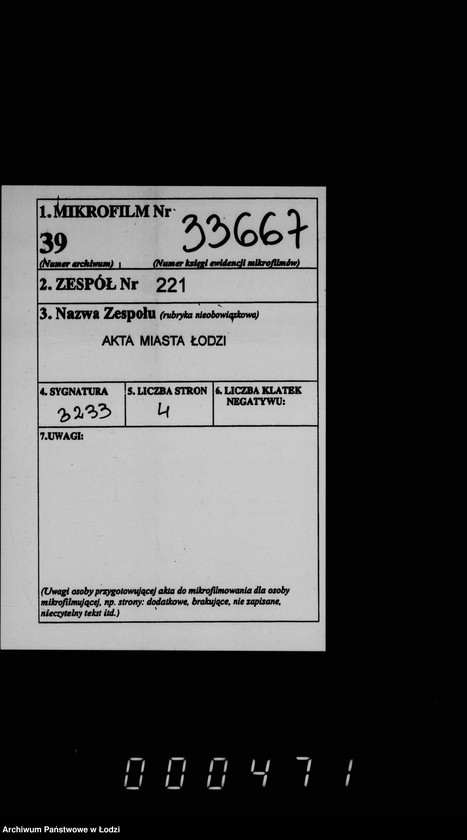 1. MIKROFILM Nr
39 33667
(Numer archiwum) (Numer księgi ewidencji mikrofilmów)
2. ZESPÓŁ Nr 221
3. Nazwa Zespołu (rubryka nieobowiązkowa)
AKTA MIASTA ŁODZI
4. SYGNATURA 5. LICZBA STRON 6. LICZBA KLATEK
NEGATYWU:
3233 4
7.UWAGI:
(Uwagi osoby przygotowującej akta do mikrofilmowania dla osoby
mikrofilmującej, np. strony: dodatkowe, brakujące, nie zapisane,
nieczytelny tekst itd.)
000471
Archiwum Państwowe w Łodzi